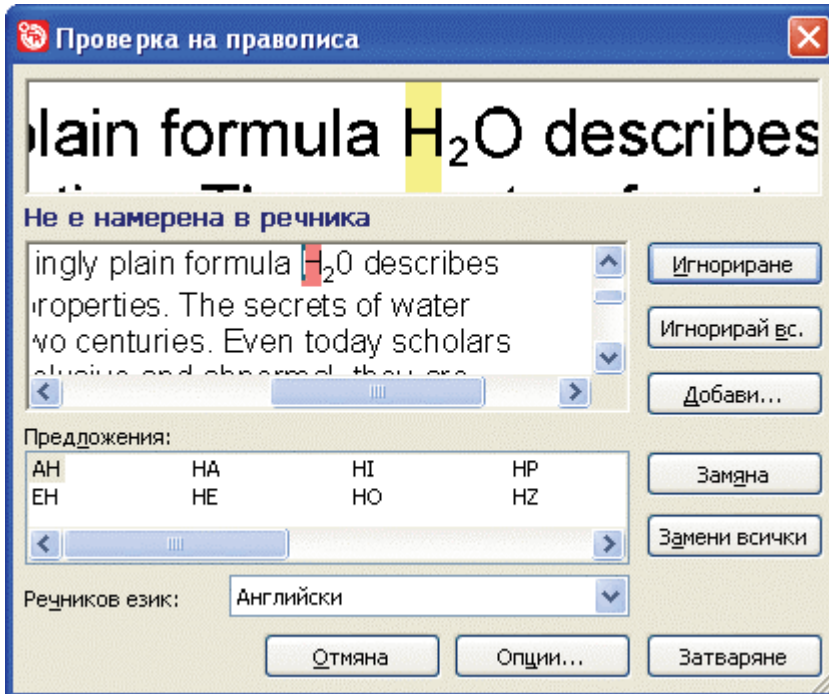 Проверка на правописа
plain formula H₂O describes
Не е намерена в речника
ingly plain formula H₂0 describes
roperties. The secrets of water
wo centuries. Even today scholars
Игнориране
Игнорирай вс.
Добави...
Предложения:
AH HA HI HP
EH HE HO HZ
Замяна
Замени всички
Речников език: Английски
Отмяна Опции... Затваряне